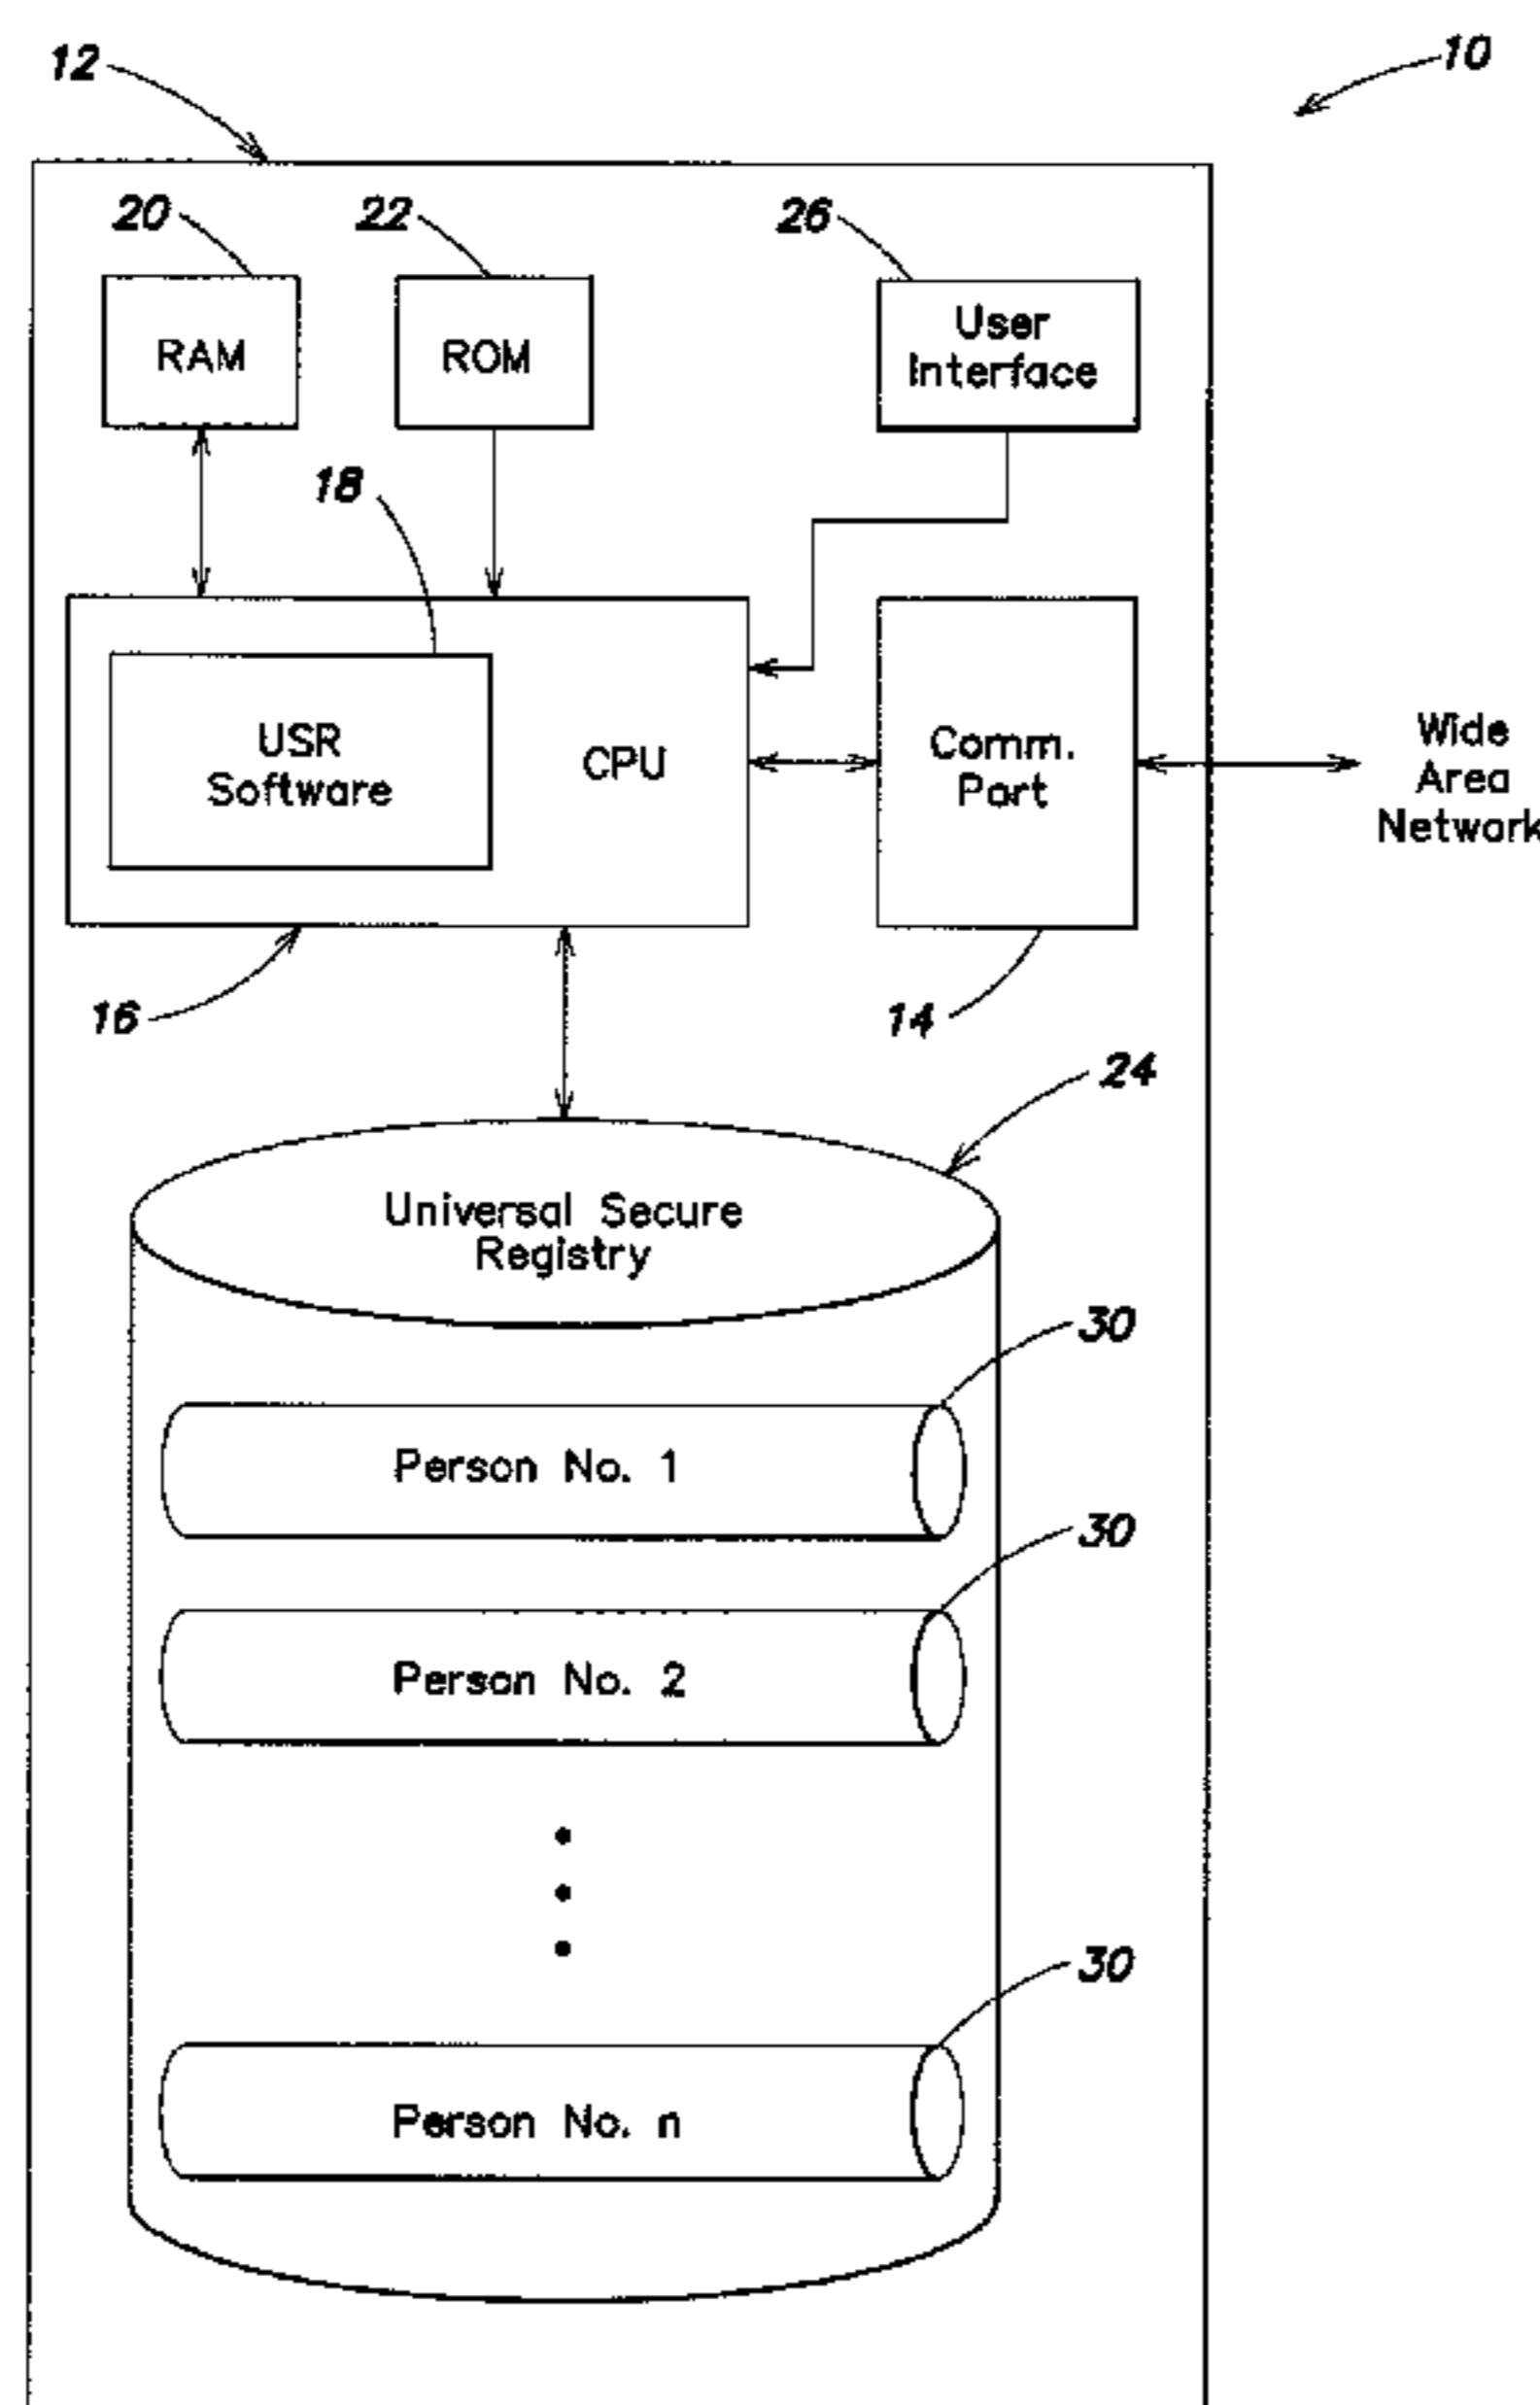 12
10
20
22
26
RAM
ROM
User
Interface
18
USR
Software
CPU
Comm.
Port
Wide
Area
Network
16
14
24
Universal Secure
Registry
30
Person No. 1
30
Person No. 2
30
Person No. n